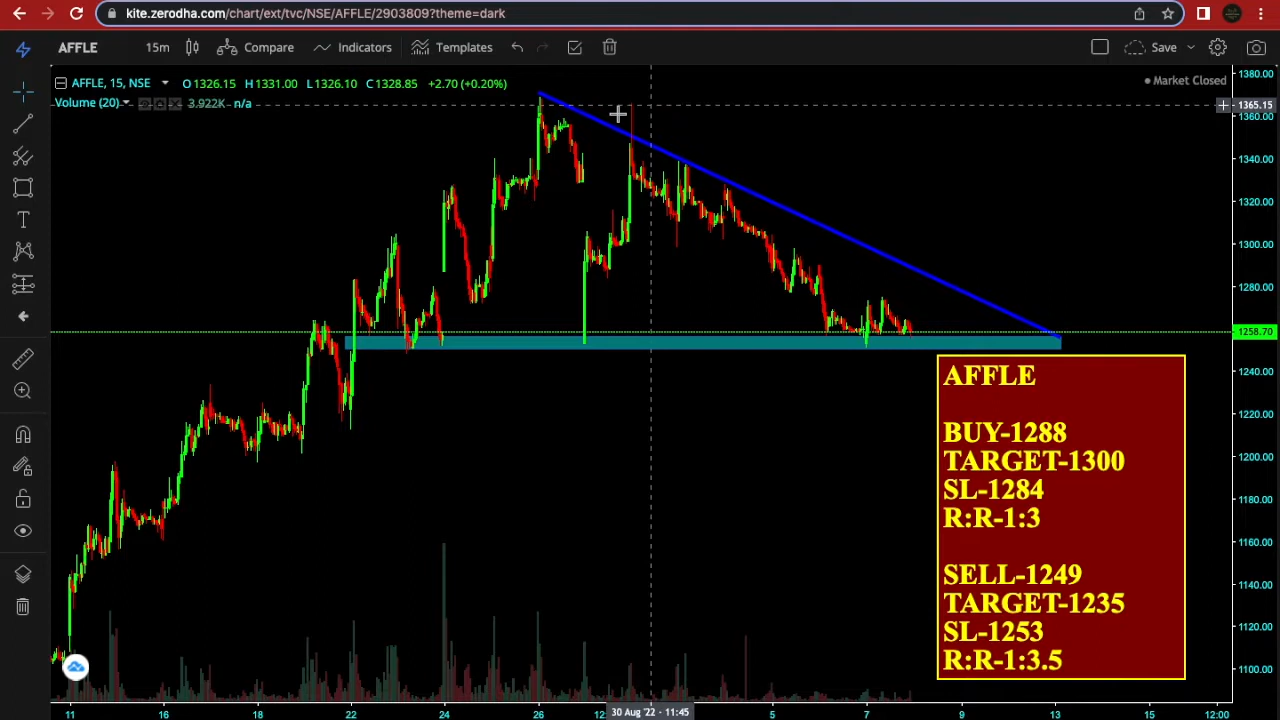 kite.zerodha.com/chart/ext/tvc/NSE/AFFLE/2903809?theme=dark
AFFLE 15m Compare Indicators Templates Save
AFFLE, 15, NSE O1326.15 H1331.00 L1326.10 C1328.85 +2.70 (+0.20%)
Market Closed
Volume (20) 3.922K n/a
1380.00
1365.15
1360.00
1340.00
1320.00
1300.00
1280.00
1258.70
1240.00
1220.00
1200.00
1180.00
1160.00
1140.00
1120.00
1100.00
AFFLE
BUY-1288
TARGET-1300
SL-1284
R:R-1:3
SELL-1249
TARGET-1235
SL-1253
R:R-1:3.5
11 16 18 22 24 26 30 Aug '22 - 11:45 5 7 9 13 15 12:00